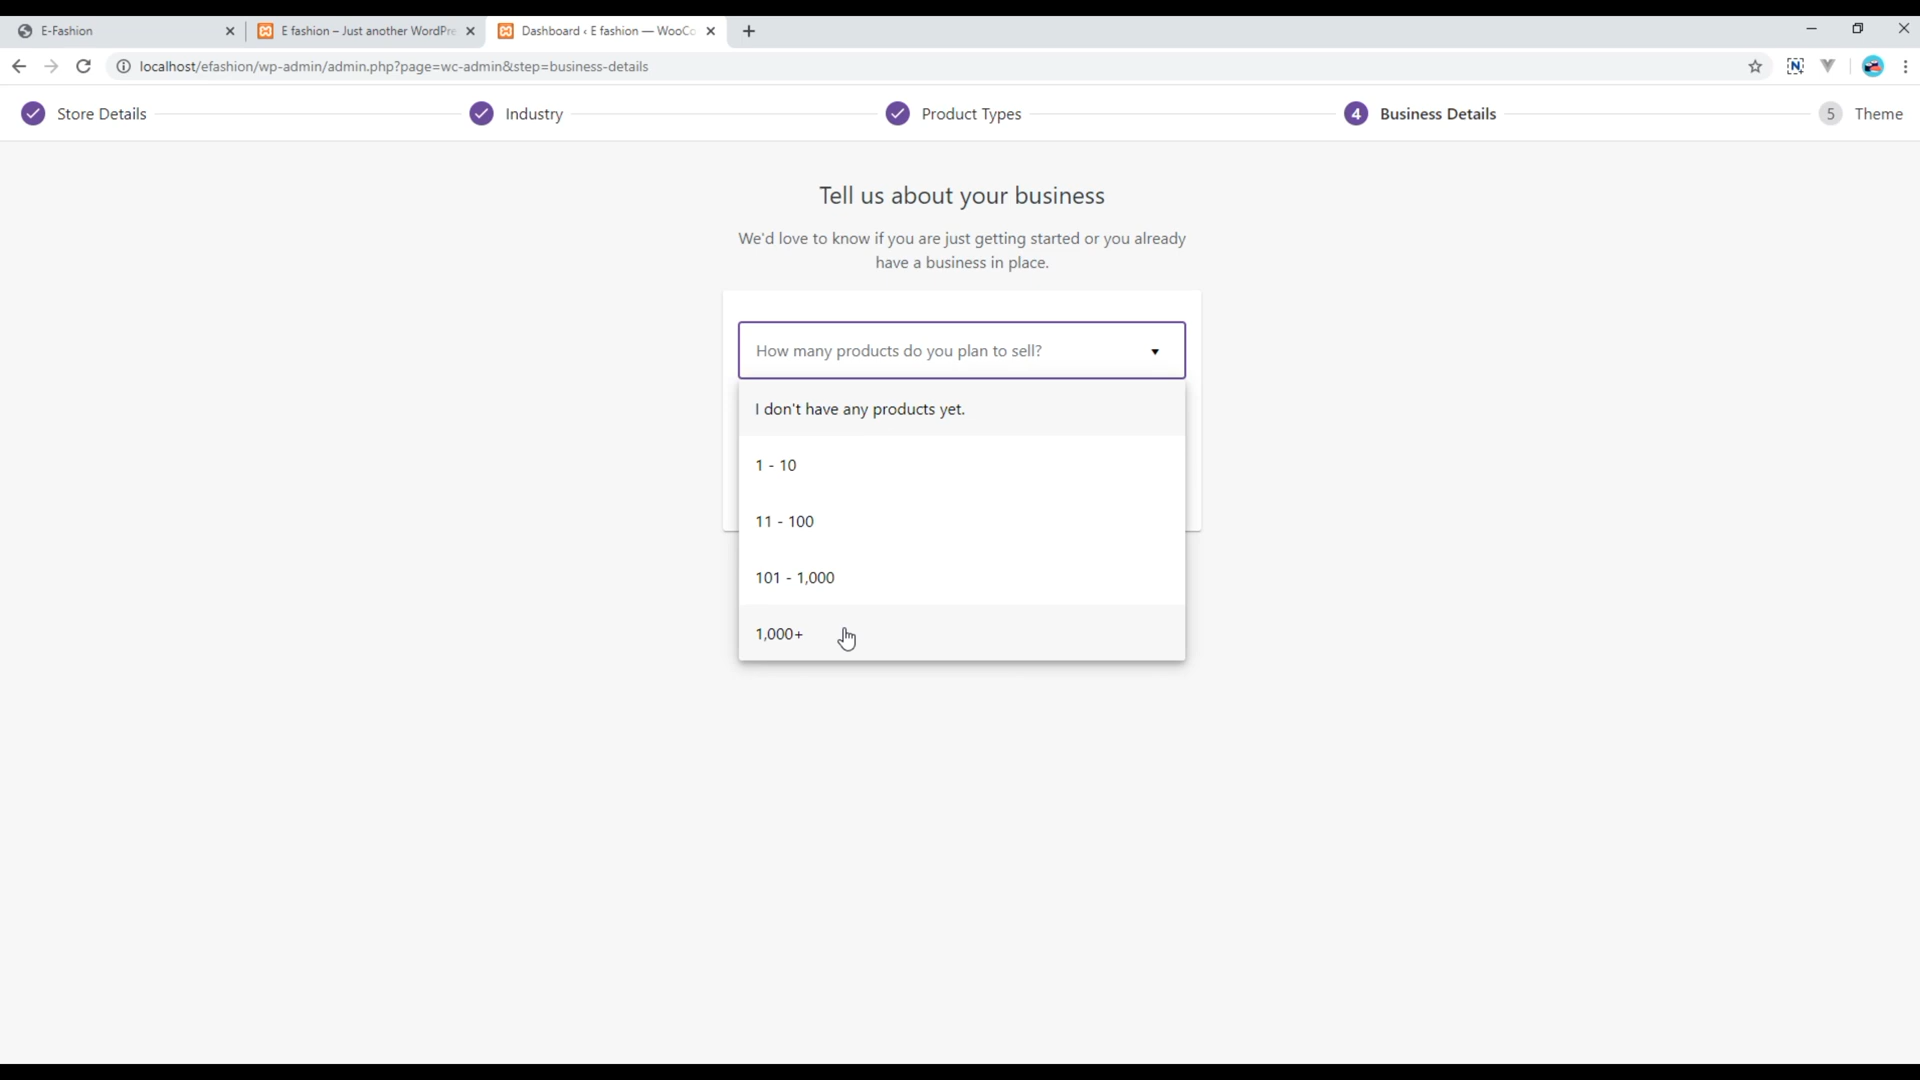 E-Fashion
E fashion – Just another WordPre
Dashboard ‹ E fashion — WooCo
localhost/efashion/wp-admin/admin.php?page=wc-admin&step=business-details
Store Details
Industry
Product Types
4 Business Details
5 Theme
Tell us about your business
We'd love to know if you are just getting started or you already
have a business in place.
How many products do you plan to sell?
I don't have any products yet.
1 - 10
11 - 100
101 - 1,000
1,000+